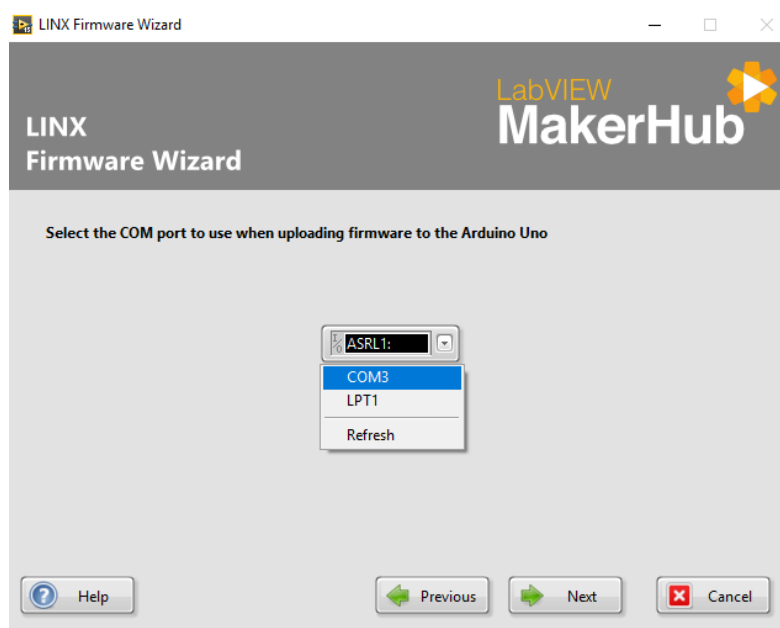 LINX Firmware Wizard
LabVIEW
MakerHub
LINX
Firmware Wizard
Select the COM port to use when uploading firmware to the Arduino Uno
ASRL1:
COM3
LPT1
Refresh
Help
Previous
Next
Cancel